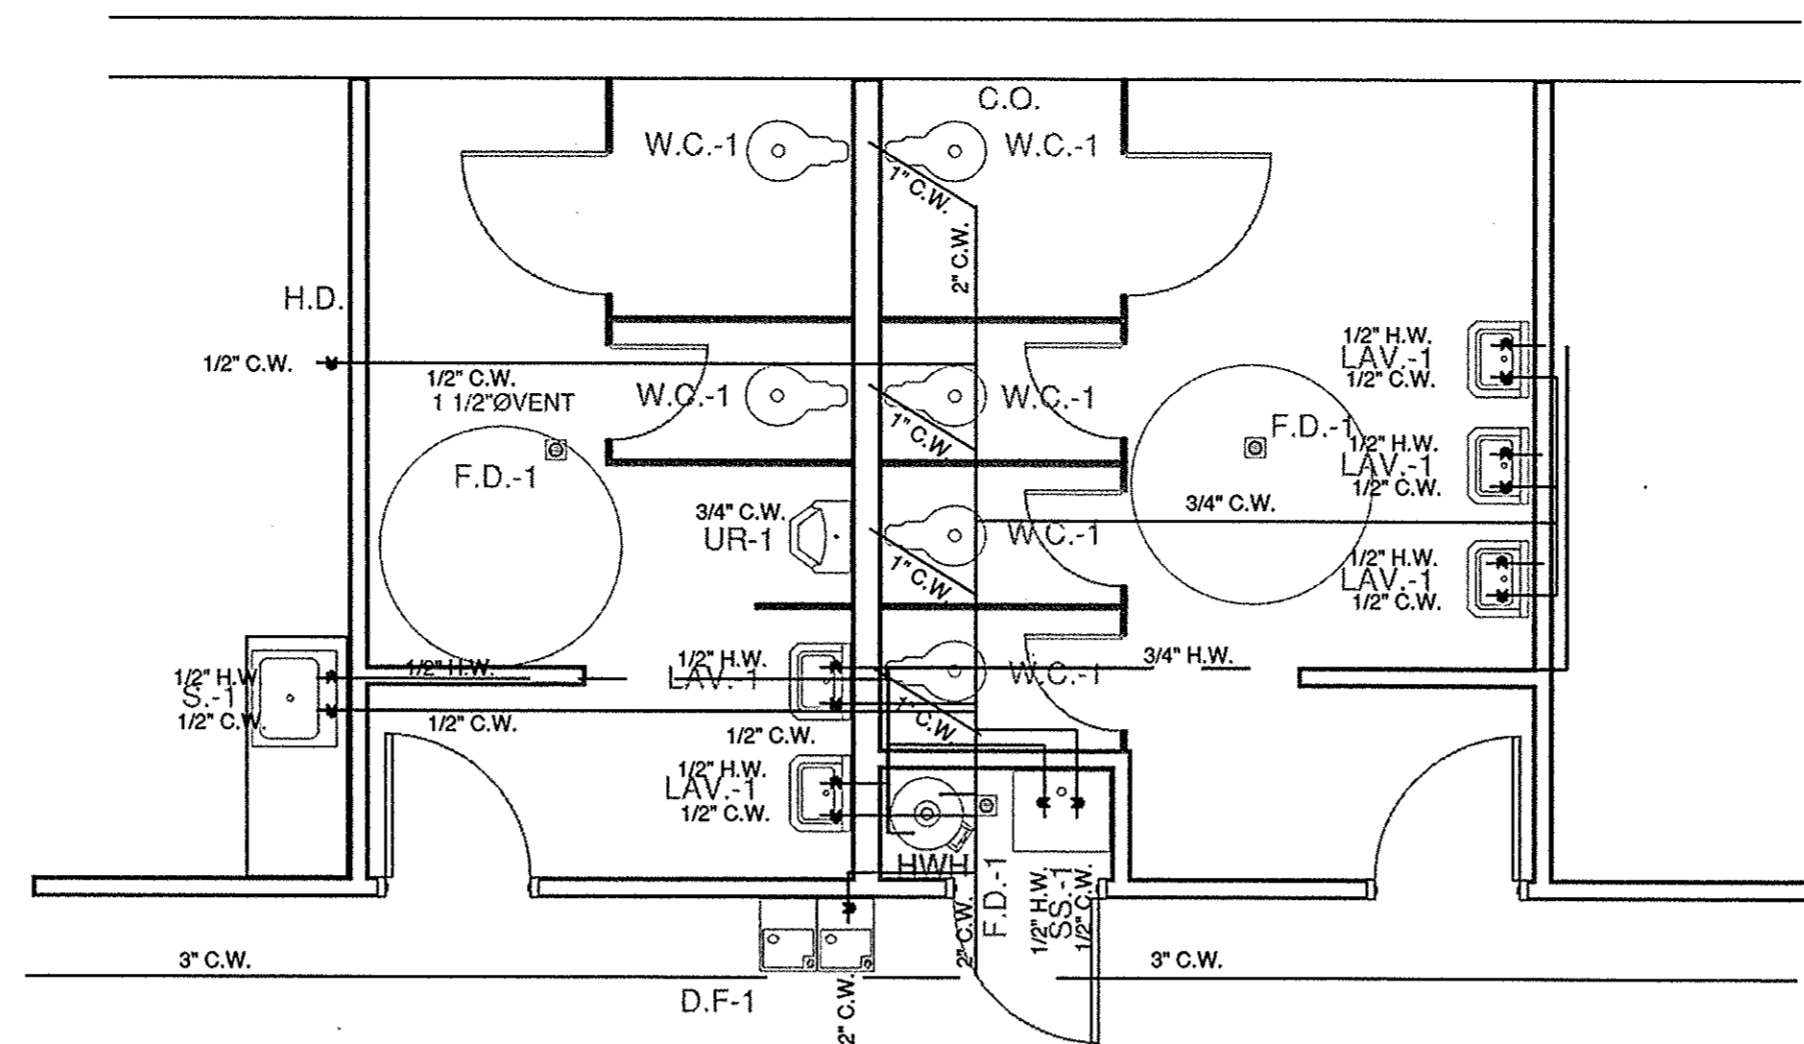 C.O.
W.C.-1
W.C.-1
1" C.W.
2" C.W.
H.D.
1/2" C.W.
1/2" C.W.
1 1/2"ØVENT
W.C.-1
W.C.-1
1" C.W.
1/2" H.W.
LAV.-1
1/2" C.W.
F.D.-1
F.D.-1
1/2" H.W.
LAV.-1
1/2" C.W.
3/4" C.W.
UR-1
W.C.-1
3/4" C.W.
1" C.W.
1/2" H.W.
LAV.-1
1/2" C.W.
1/2" H.W.
S.-1
1/2" C.W.
1/2" H.W.
1/2" C.W.
1/2" H.W.
LAV.-1
1/2" C.W.
W.C.-1
3/4" H.W.
1" C.W.
1/2" H.W.
LAV.-1
1/2" C.W.
HWH
F.D.-1
1/2" H.W.
SS.-1
1/2" C.W.
2" C.W.
3" C.W.
3" C.W.
D.F-1
2" C.W.